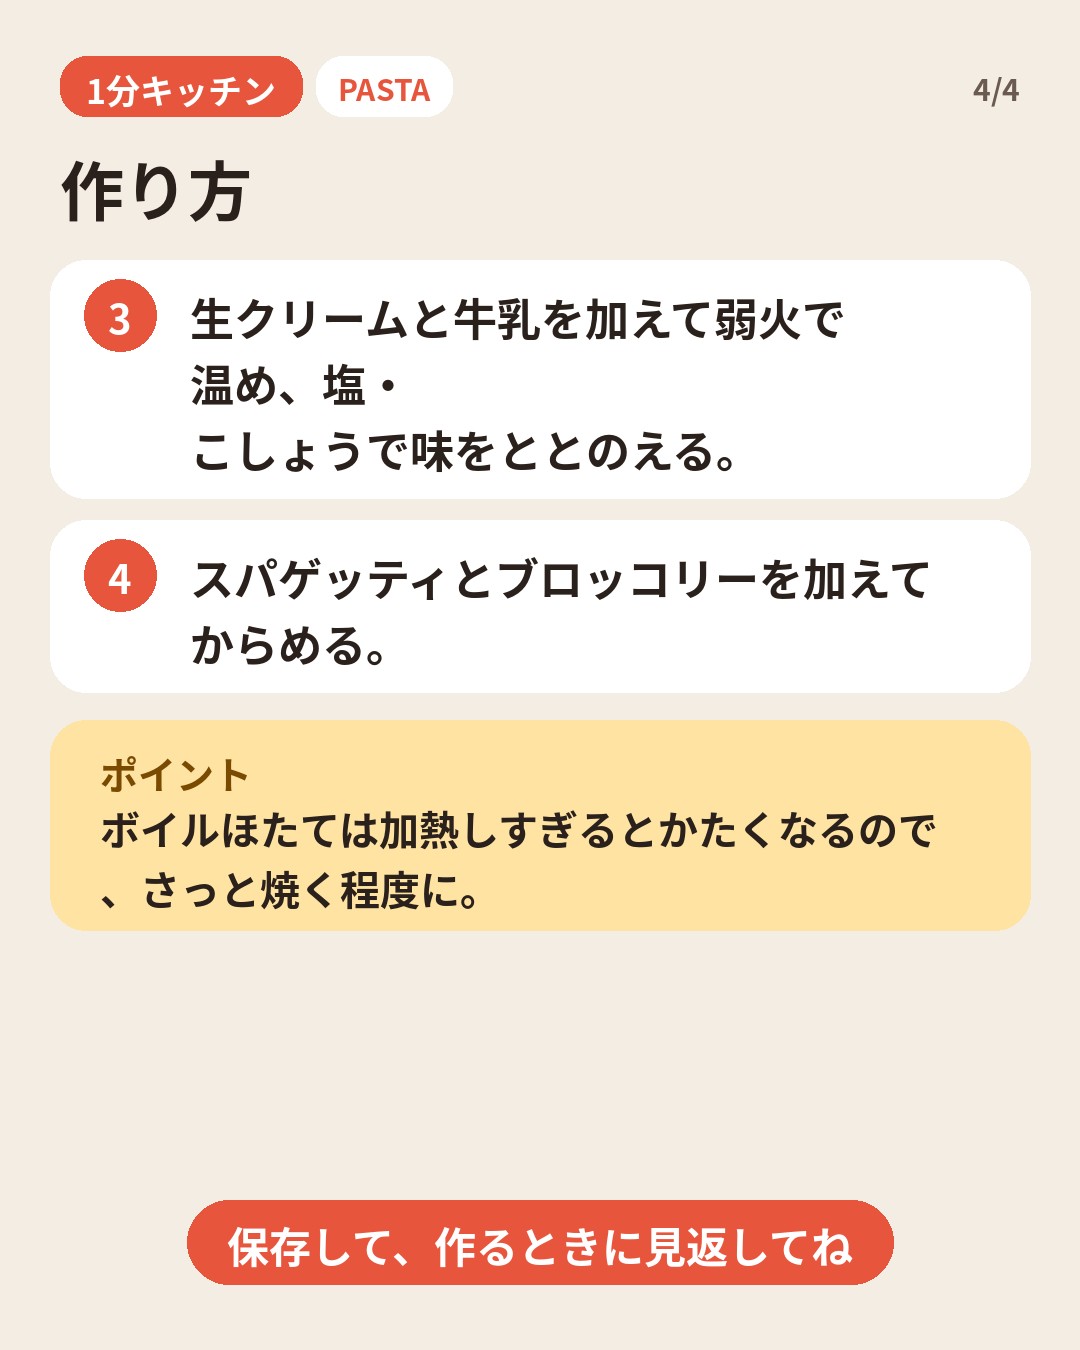 1分キッチン PASTA 4/4
作り方
3 生クリームと牛乳を加えて弱火で
温め、塩・
こしょうで味をととのえる。
4 スパゲッティとブロッコリーを加えて
からめる。
ポイント
ボイルほたては加熱しすぎるとかたくなるので
、さっと焼く程度に。
保存して、作るときに見返してね